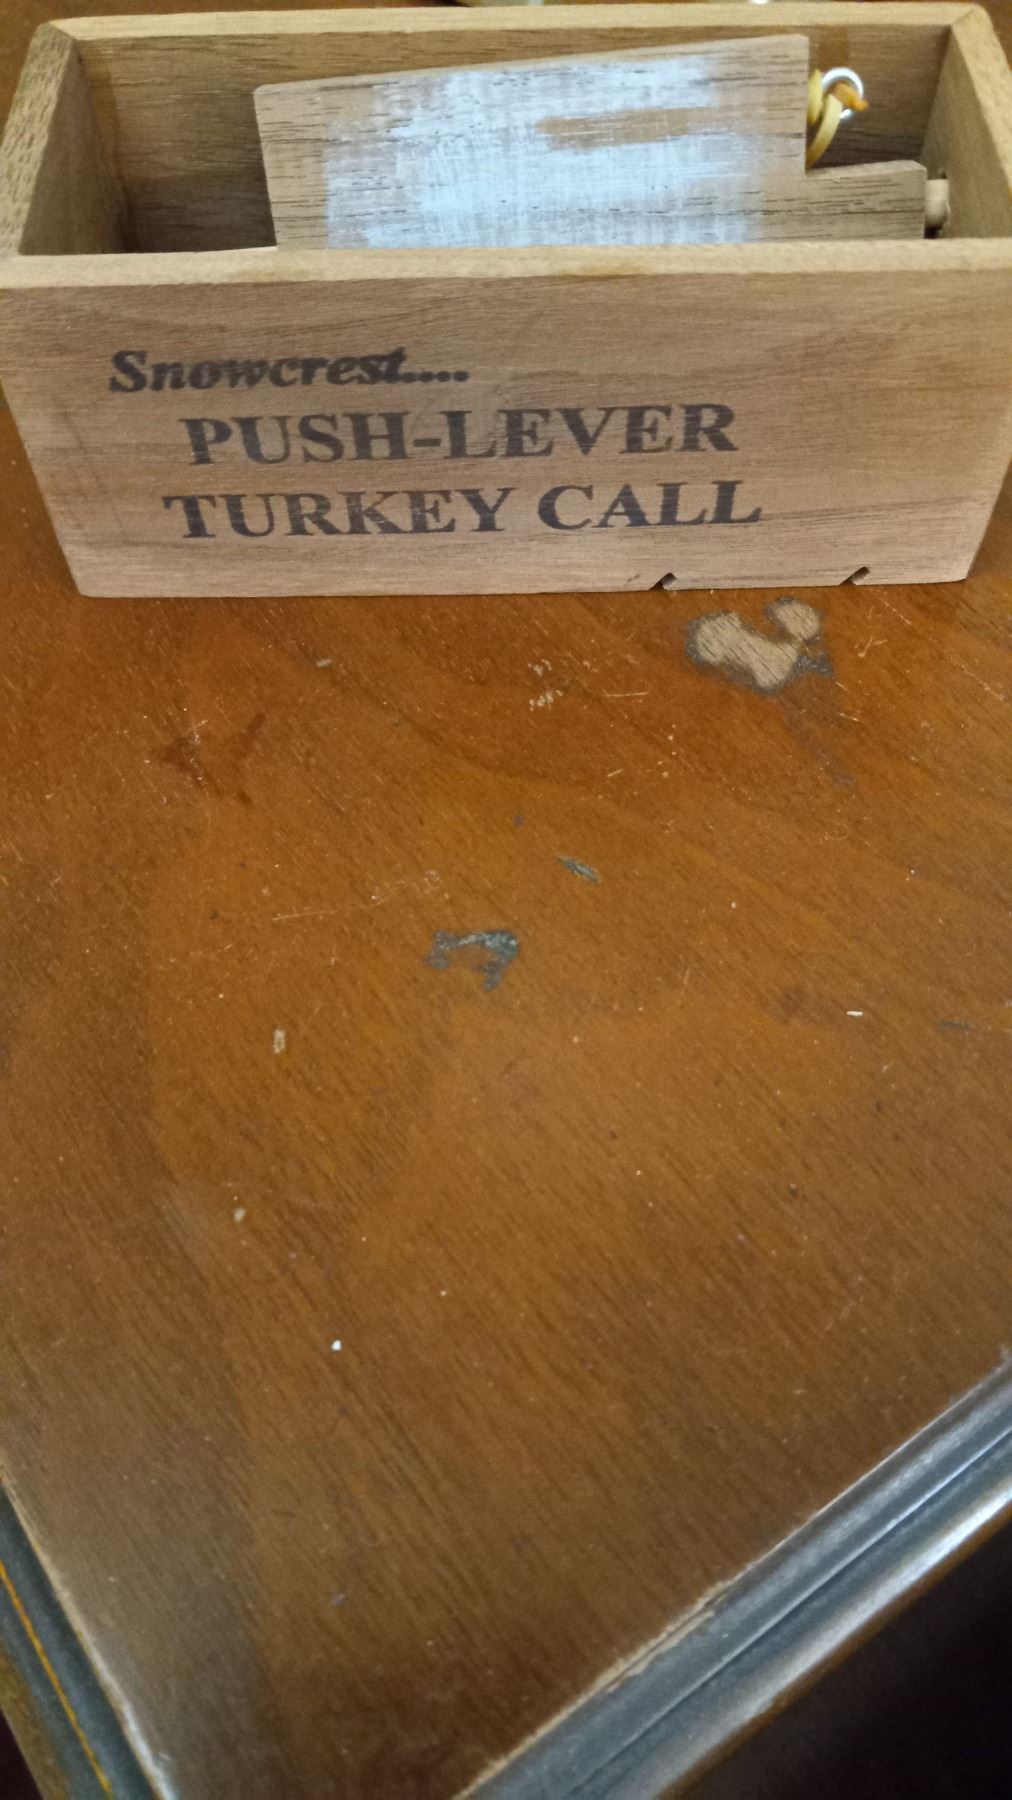 Snowcrest....
PUSH-LEVER
TURKEY CALL